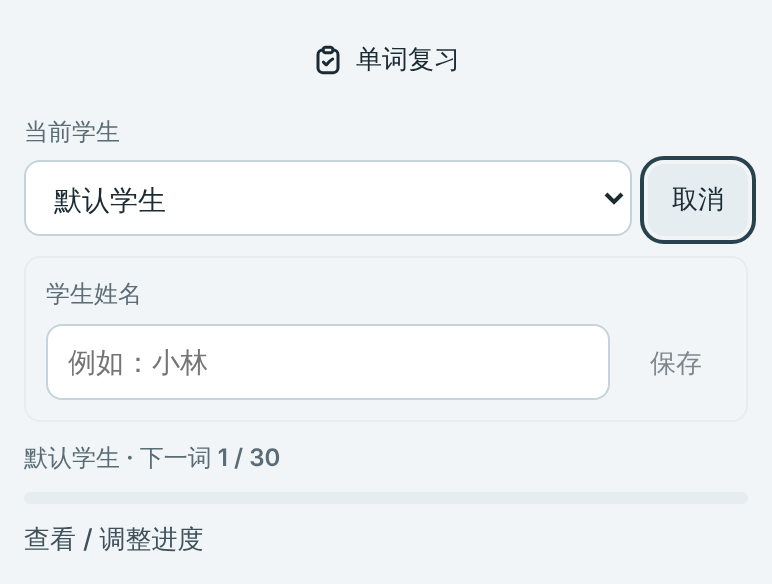 单词复习
当前学生
默认学生
取消
学生姓名
例如：小林
保存
默认学生 · 下一词 1 / 30
查看 / 调整进度